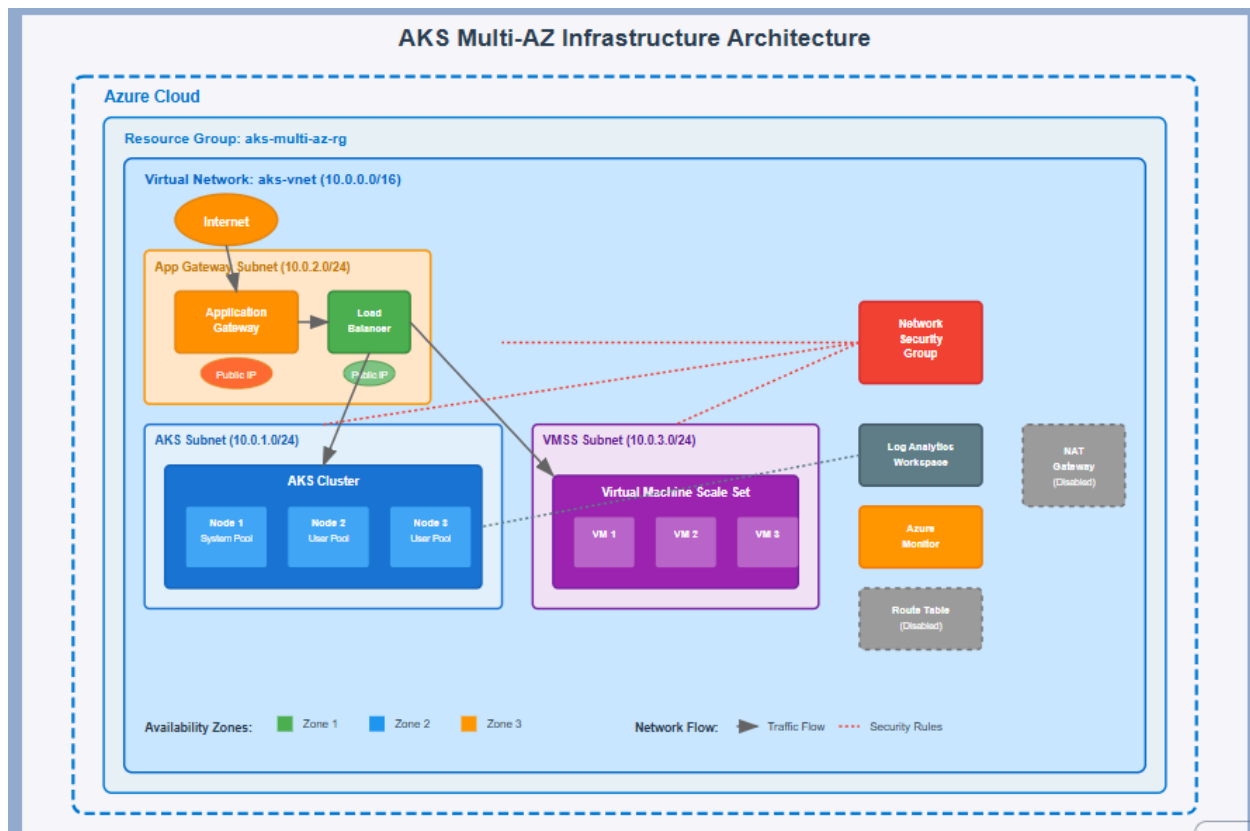 AKS Multi-AZ Infrastructure Architecture
Azure Cloud
Resource Group: aks-multi-az-rg
Virtual Network: aks-vnet (10.0.0.0/16)
Internet
App Gateway Subnet (10.0.2.0/24)
Application
Gateway
Load
Balancer
Public IP
Public IP
Network
Security
Group
AKS Subnet (10.0.1.0/24)
AKS Cluster
Node 1
System Pool
Node 2
User Pool
Node 3
User Pool
VMSS Subnet (10.0.3.0/24)
Virtual Machine Scale Set
VM 1
VM 2
VM 3
Log Analytics
Workspace
NAT
Gateway
(Disabled)
Azure
Monitor
Route Table
(Disabled)
Availability Zones:
Zone 1
Zone 2
Zone 3
Network Flow:
Traffic Flow
Security Rules